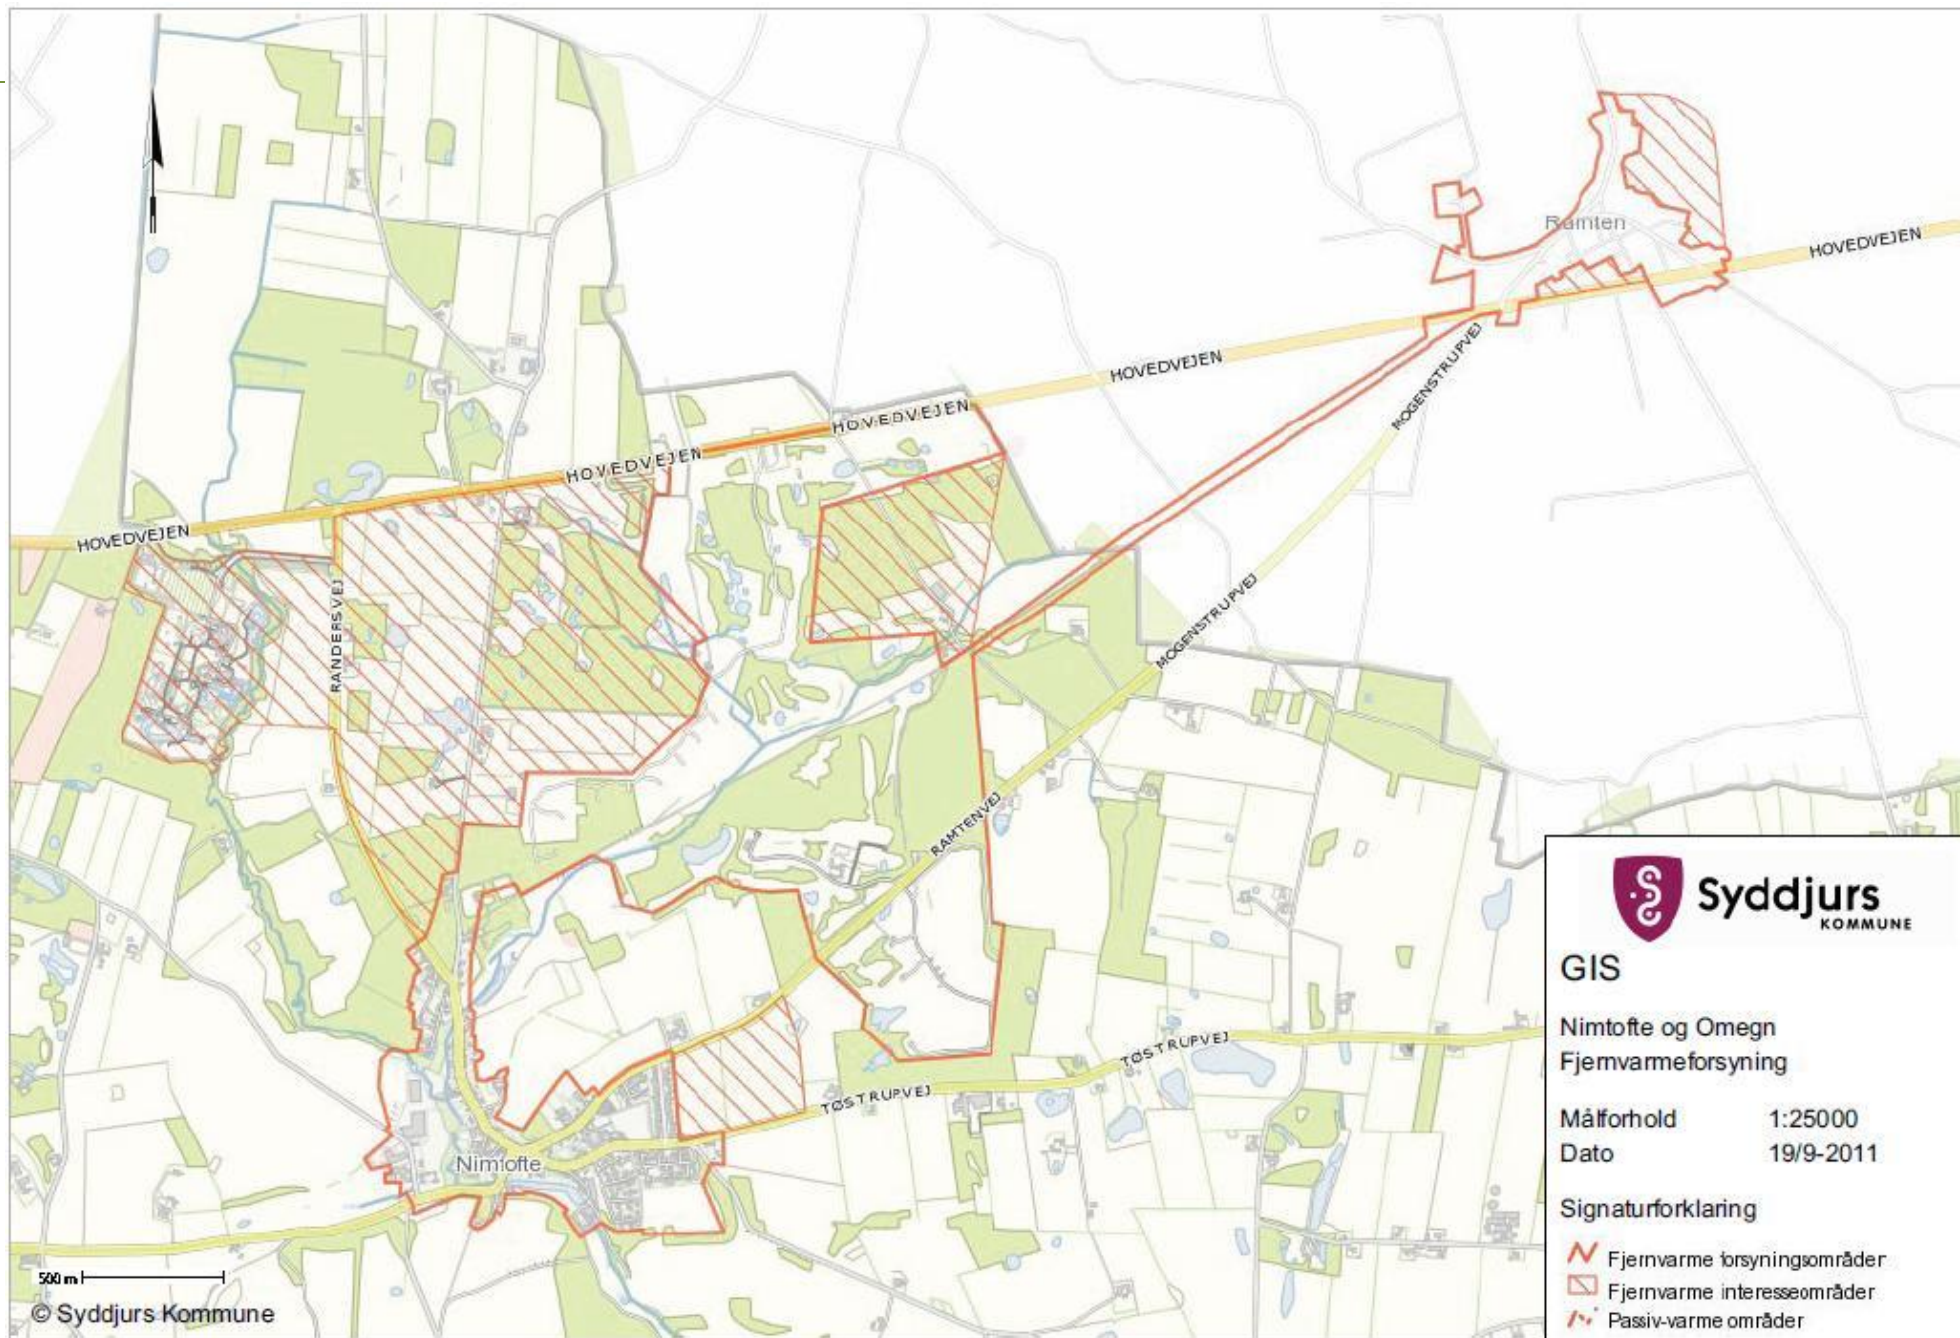 Ramten
HOVEDVEJEN
HOVEDVEJEN
HOVEDVEJEN
HOVEDVEJEN
HOVEDVEJEN
MOGENSTRUPVEJ
MOGENSTRUPVEJ
RANDERSVEJ
RAMTENVEJ
TØSTRUPVEJ
TØSTRUPVEJ
Nimtofte
500 m
© Syddjurs Kommune
Syddjurs
KOMMUNE
GIS
Nimtofte og Omegn
Fjernvarmeforsyning
Målforhold 1:25000
Dato 19/9-2011
Signaturforklaring
Fjernvarme forsyningsområder
Fjernvarme interesseområder
Passiv-varme områder